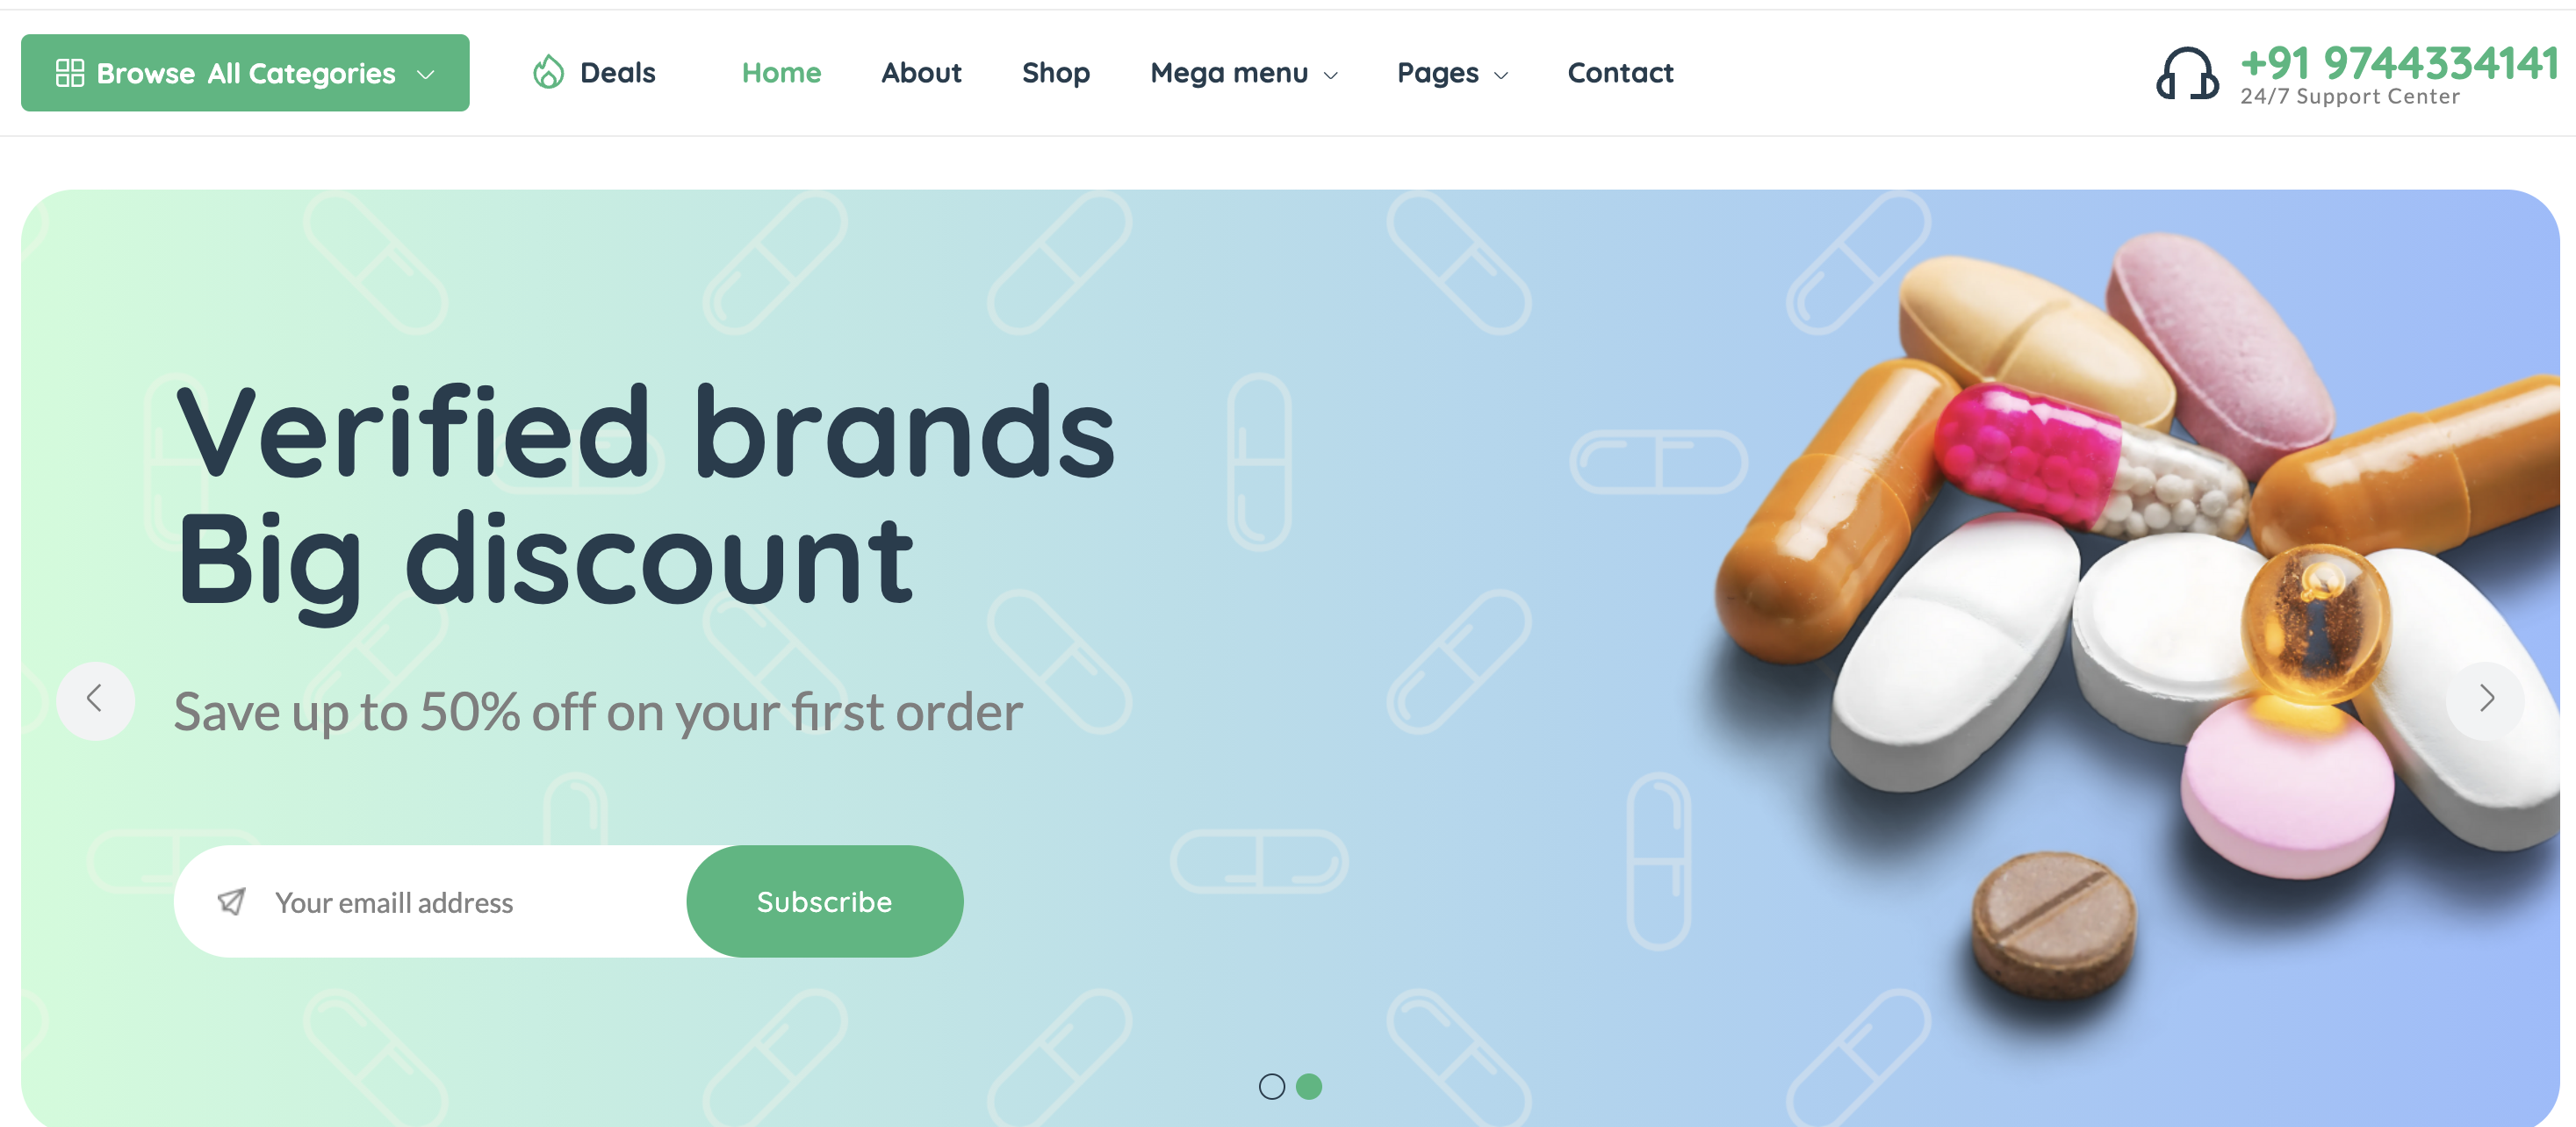 Browse All Categories
Deals
Home
About
Shop
Mega menu
Pages
Contact
+91 9744334141
24/7 Support Center
Verified brands
Big discount
Save up to 50% off on your first order
Your emaill address
Subscribe